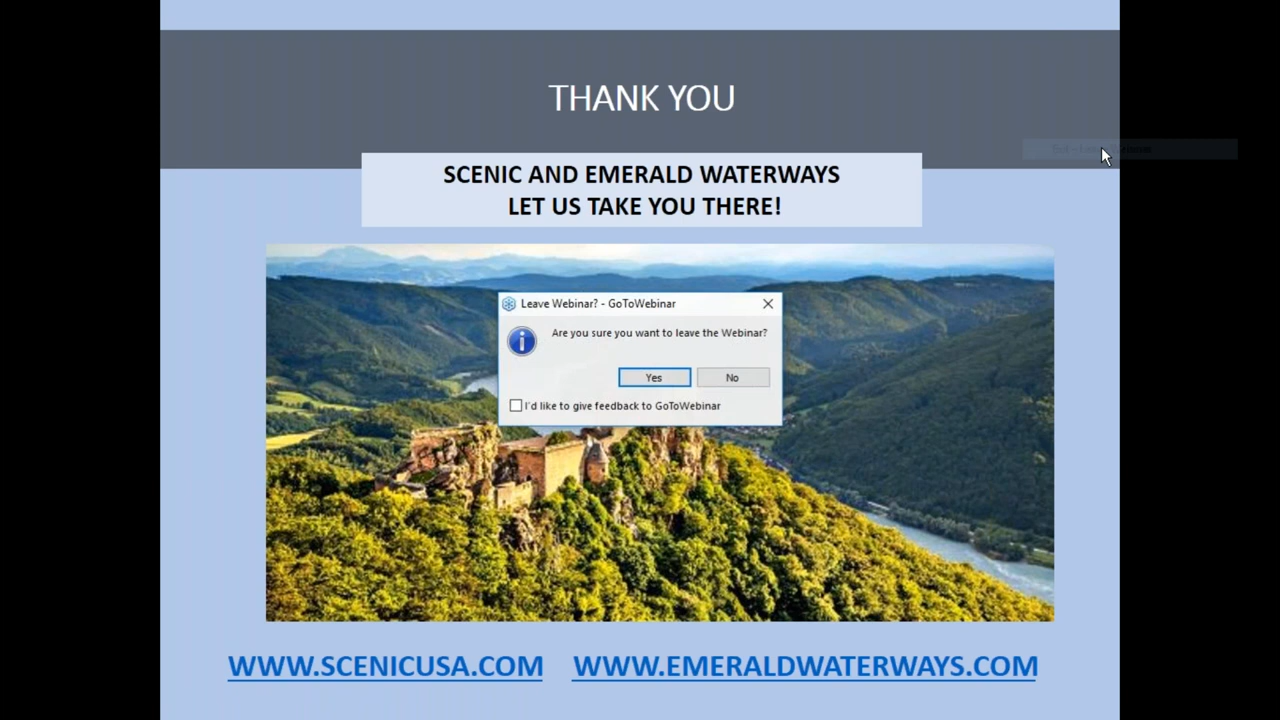 THANK YOU
SCENIC AND EMERALD WATERWAYS
LET US TAKE YOU THERE!
Leave Webinar? - GoToWebinar
Are you sure you want to leave the Webinar?
Yes No
I'd like to give feedback to GoToWebinar
WWW.SCENICUSA.COM WWW.EMERALDWATERWAYS.COM